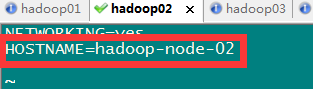 hadoop01 hadoop02 × hadoop03
NETWORKING=yes
HOSTNAME=hadoop-node-02
~